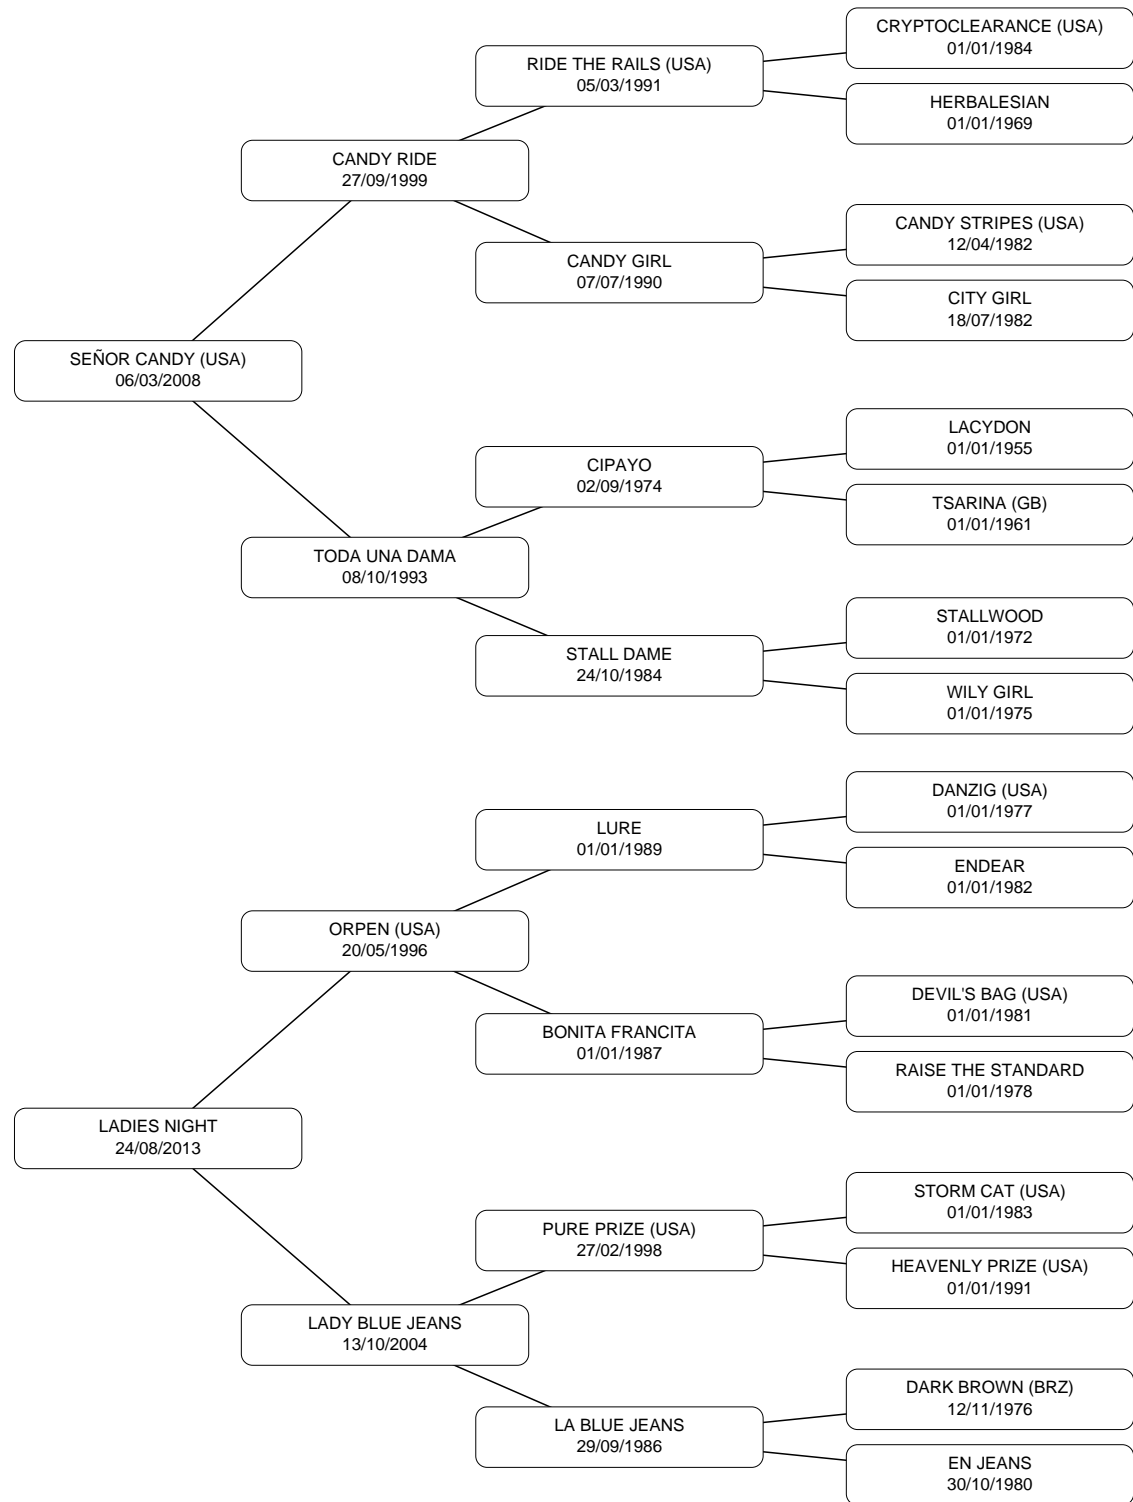 CRYPTOCLEARANCE (USA)
01/01/1984
RIDE THE RAILS (USA)
05/03/1991
HERBALESIAN
01/01/1969
CANDY RIDE
27/09/1999
CANDY STRIPES (USA)
12/04/1982
CANDY GIRL
07/07/1990
CITY GIRL
18/07/1982
SEÑOR CANDY (USA)
06/03/2008
LACYDON
01/01/1955
CIPAYO
02/09/1974
TSARINA (GB)
01/01/1961
TODA UNA DAMA
08/10/1993
STALLWOOD
01/01/1972
STALL DAME
24/10/1984
WILY GIRL
01/01/1975
DANZIG (USA)
01/01/1977
LURE
01/01/1989
ENDEAR
01/01/1982
ORPEN (USA)
20/05/1996
DEVIL'S BAG (USA)
01/01/1981
BONITA FRANCITA
01/01/1987
RAISE THE STANDARD
01/01/1978
LADIES NIGHT
24/08/2013
STORM CAT (USA)
01/01/1983
PURE PRIZE (USA)
27/02/1998
HEAVENLY PRIZE (USA)
01/01/1991
LADY BLUE JEANS
13/10/2004
DARK BROWN (BRZ)
12/11/1976
LA BLUE JEANS
29/09/1986
EN JEANS
30/10/1980